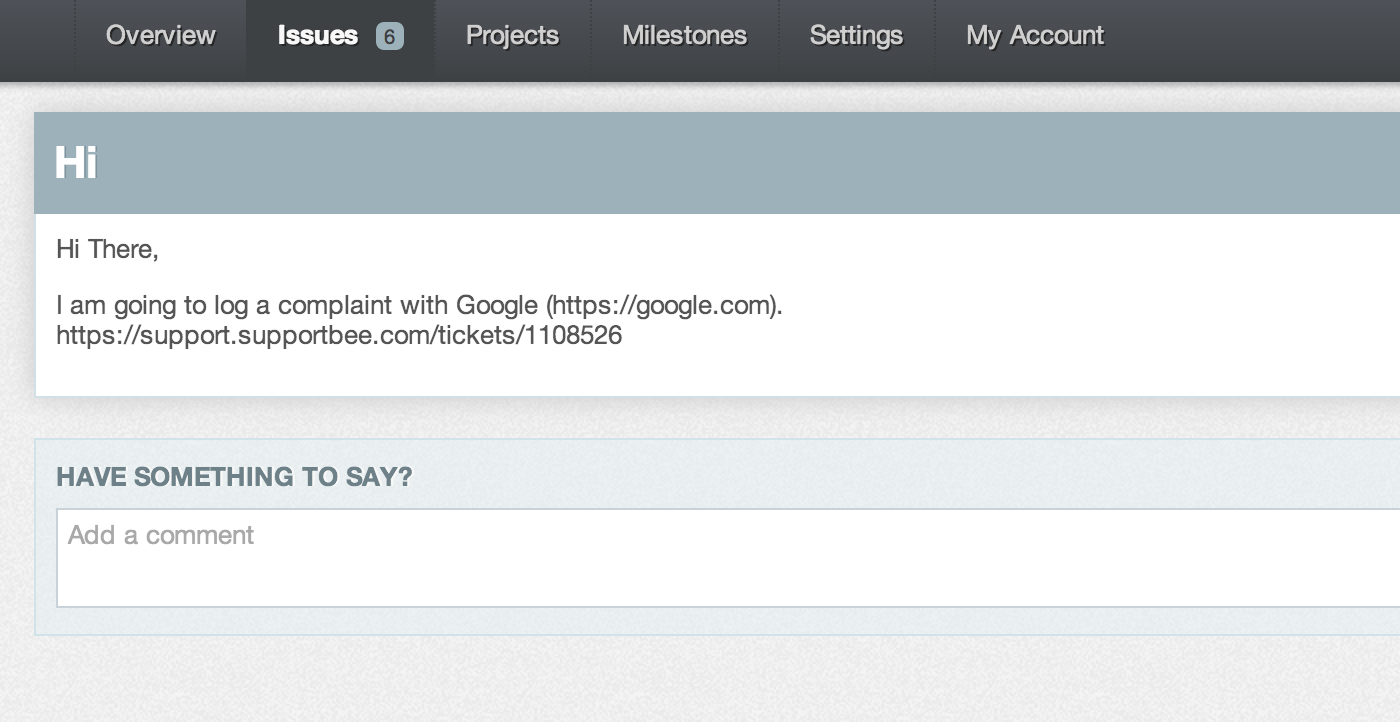 Overview Issues 6 Projects Milestones Settings My Account
Hi
Hi There,
I am going to log a complaint with Google (https://google.com).
https://support.supportbee.com/tickets/1108526
HAVE SOMETHING TO SAY?
Add a comment